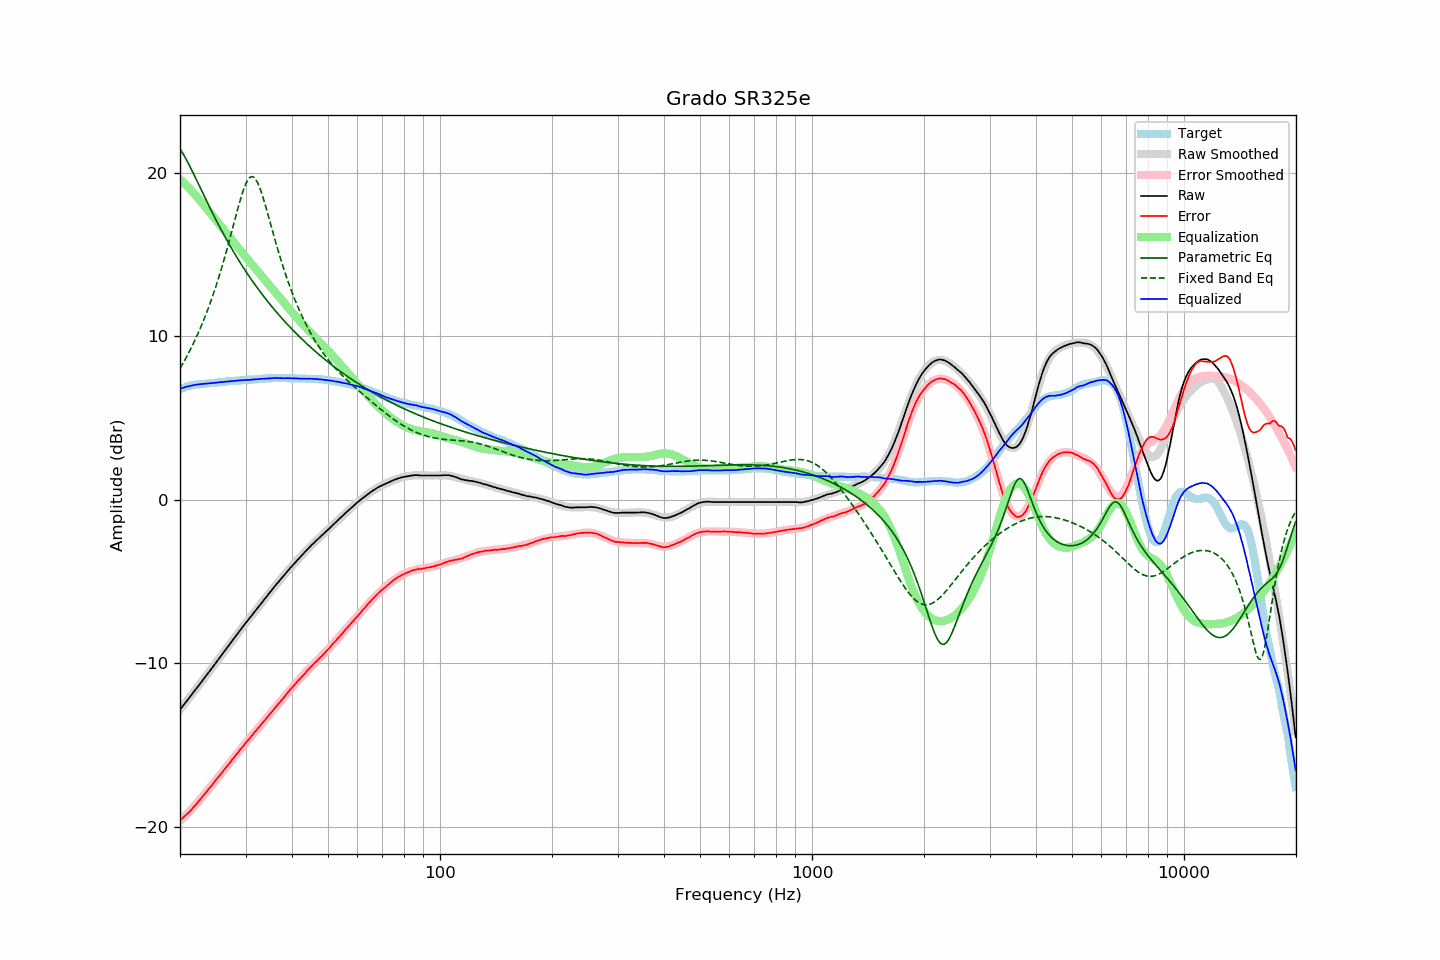 Grado SR325e
Amplitude (dBr)
20
10
0
−10
−20
Target
Raw Smoothed
Error Smoothed
Raw
Error
Equalization
Parametric Eq
Fixed Band Eq
Equalized
100
1000
10000
Frequency (Hz)